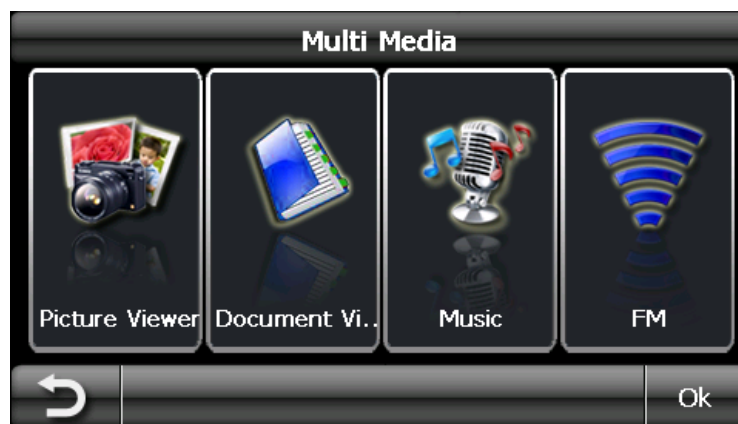 Multi Media
Picture Viewer
Document Vi..
Music
FM
Ok